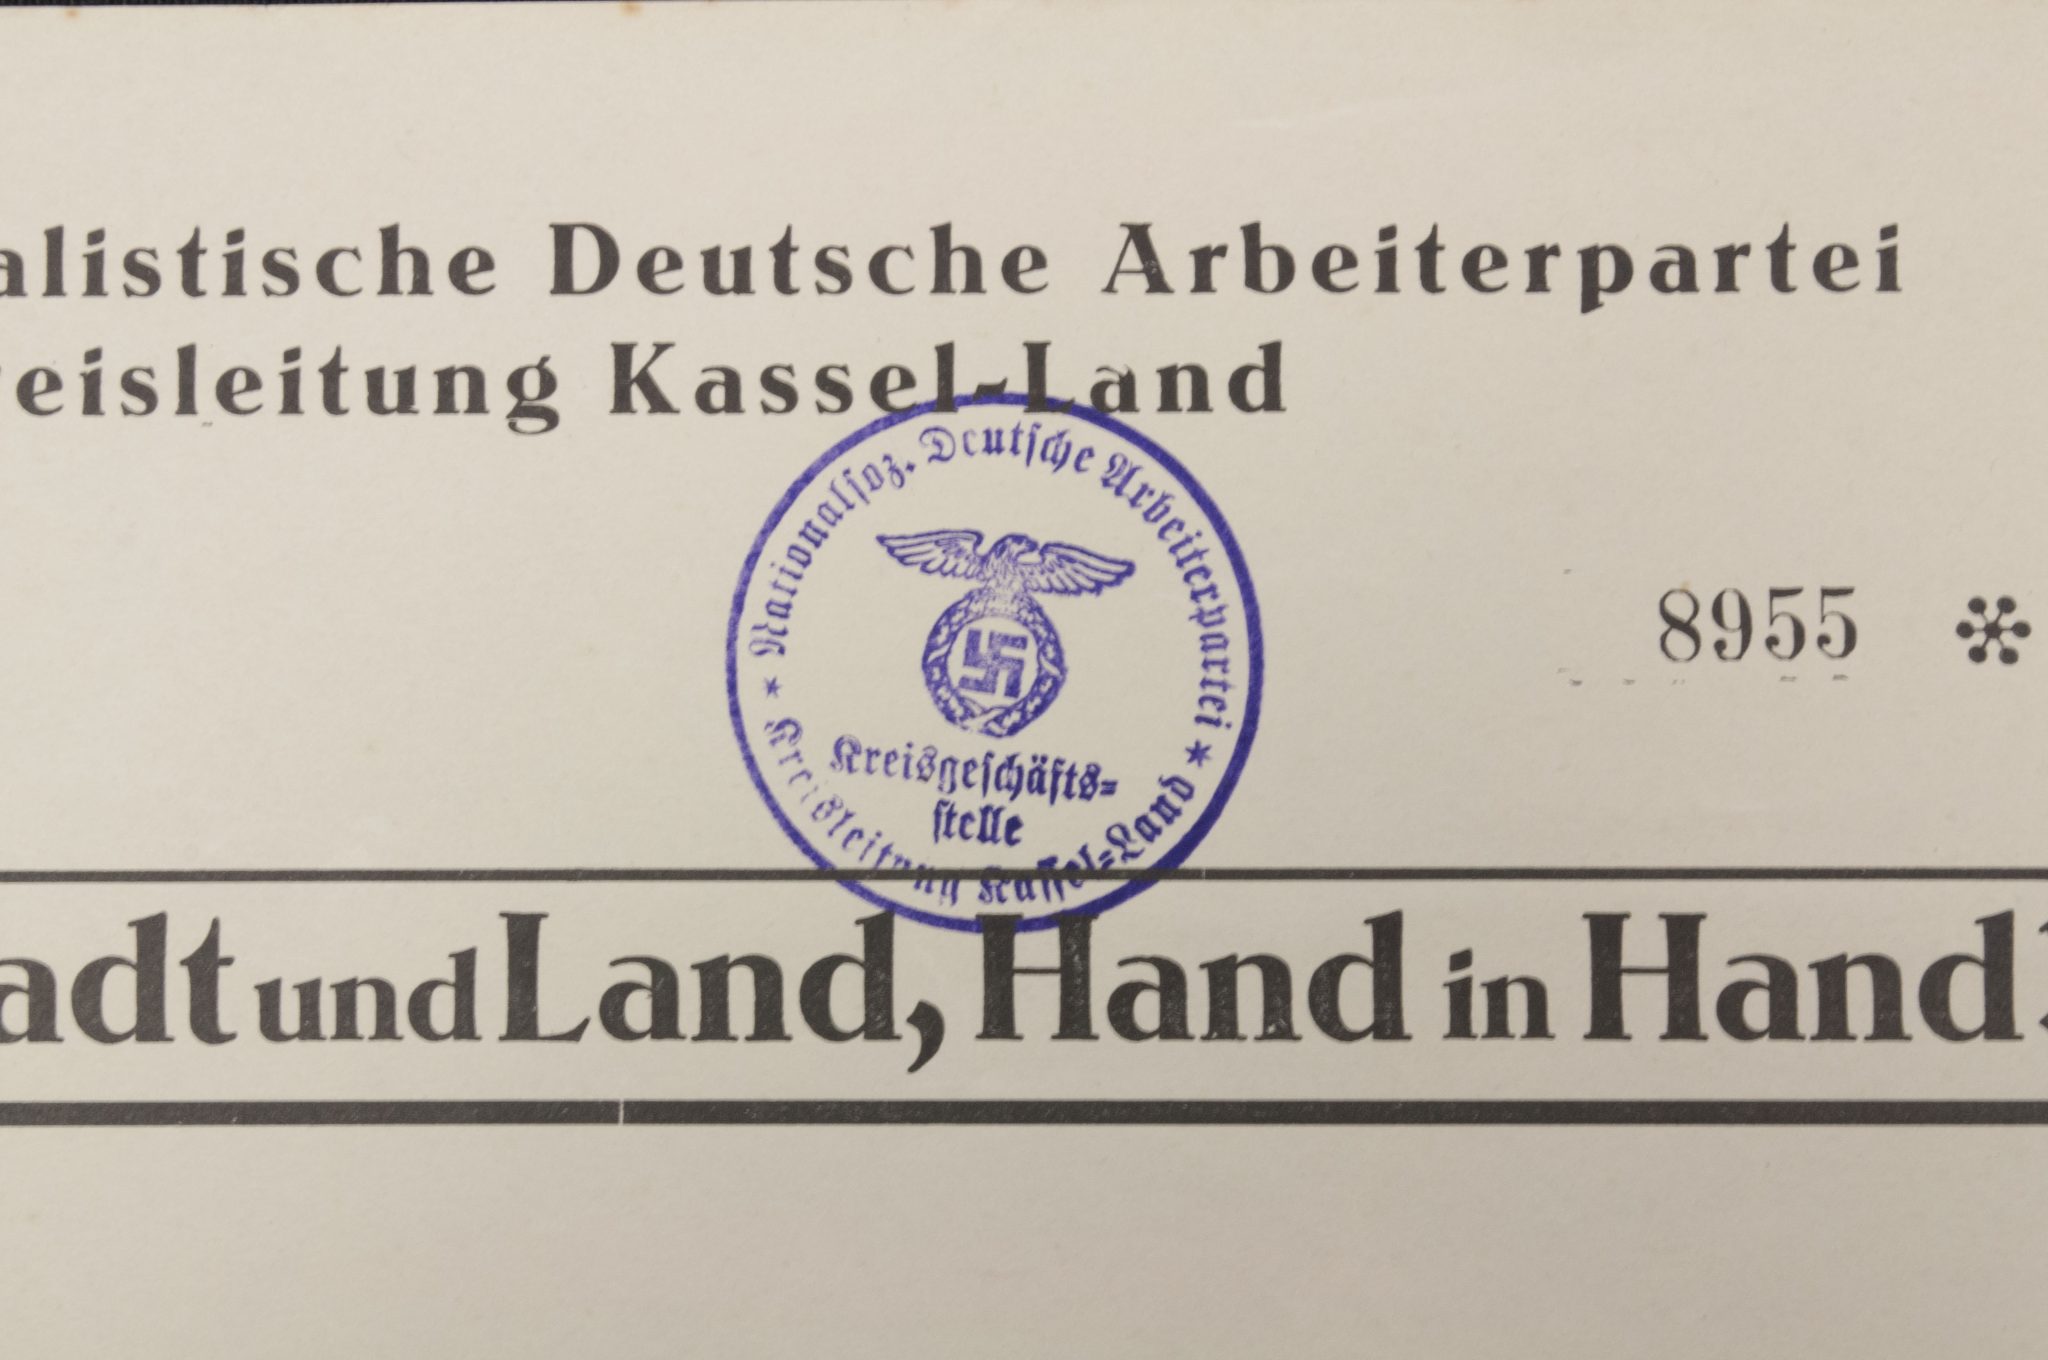 alistische Deutsche Arbeiterpartei
eisleitung Kassel-Land
Nationalsoz. Deutsche Arbeiterpartei
Kreisgeschäfts=
stelle
* Kreisleitung Kassel=Land *
8955 *
adt und Land, Hand in Hand